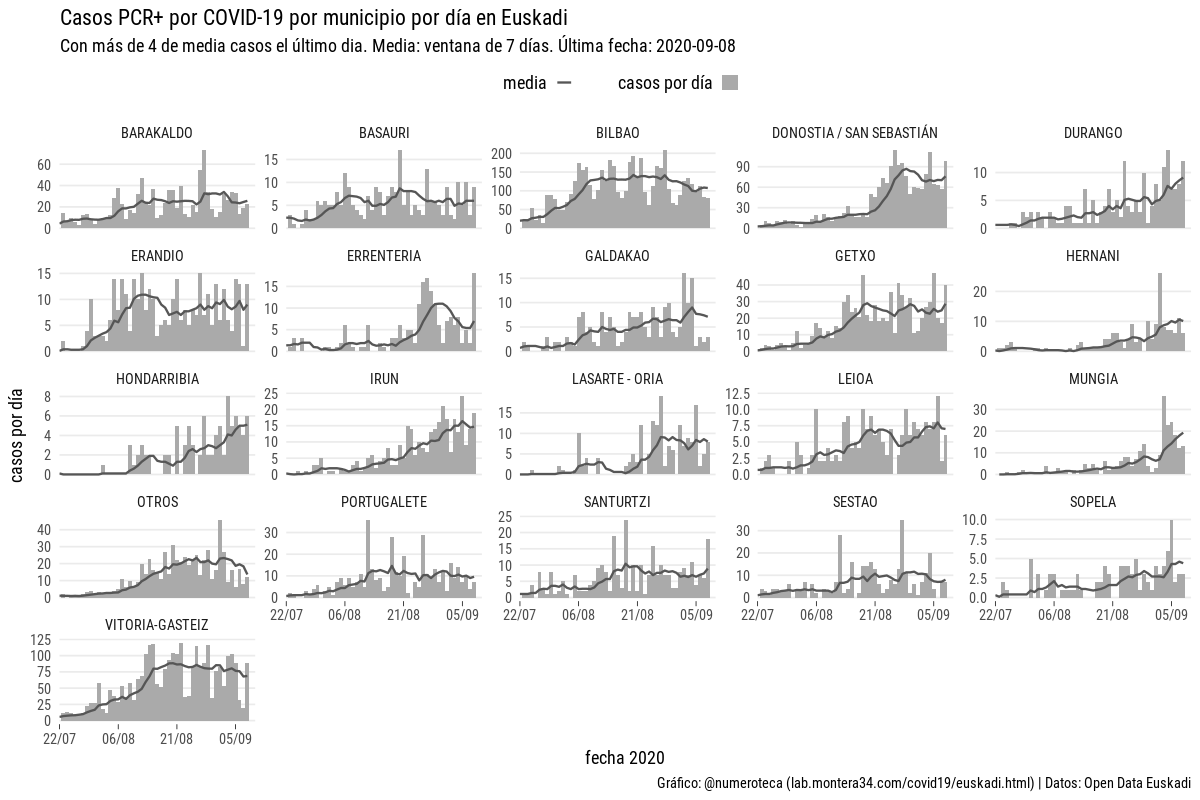 Casos PCR+ por COVID-19 por municipio por día en Euskadi
Con más de 4 de media casos el último dia. Media: ventana de 7 días. Última fecha: 2020-09-08
media casos por día
BARAKALDO BASAURI BILBAO DONOSTIA / SAN SEBASTIÁN DURANGO
60 40 20 0
15 10 5 0
200 150 100 50 0
90 60 30 0
10 5 0
ERANDIO ERRENTERIA GALDAKAO GETXO HERNANI
15 10 5 0
15 10 5 0
15 10 5 0
40 30 20 10 0
20 10 0
HONDARRIBIA IRUN LASARTE - ORIA LEIOA MUNGIA
8 6 4 2 0
25 20 15 10 5 0
15 10 5 0
12.5 10.0 7.5 5.0 2.5 0.0
30 20 10 0
OTROS PORTUGALETE SANTURTZI SESTAO SOPELA
40 30 20 10 0
30 20 10 0
25 20 15 10 5 0
30 20 10 0
10.0 7.5 5.0 2.5 0.0
22/07 06/08 21/08 05/09 22/07 06/08 21/08 05/09 22/07 06/08 21/08 05/09 22/07 06/08 21/08 05/09
VITORIA-GASTEIZ
125 100 75 50 25 0
22/07 06/08 21/08 05/09
casos por día
fecha 2020
Gráfico: @numeroteca (lab.montera34.com/covid19/euskadi.html) | Datos: Open Data Euskadi